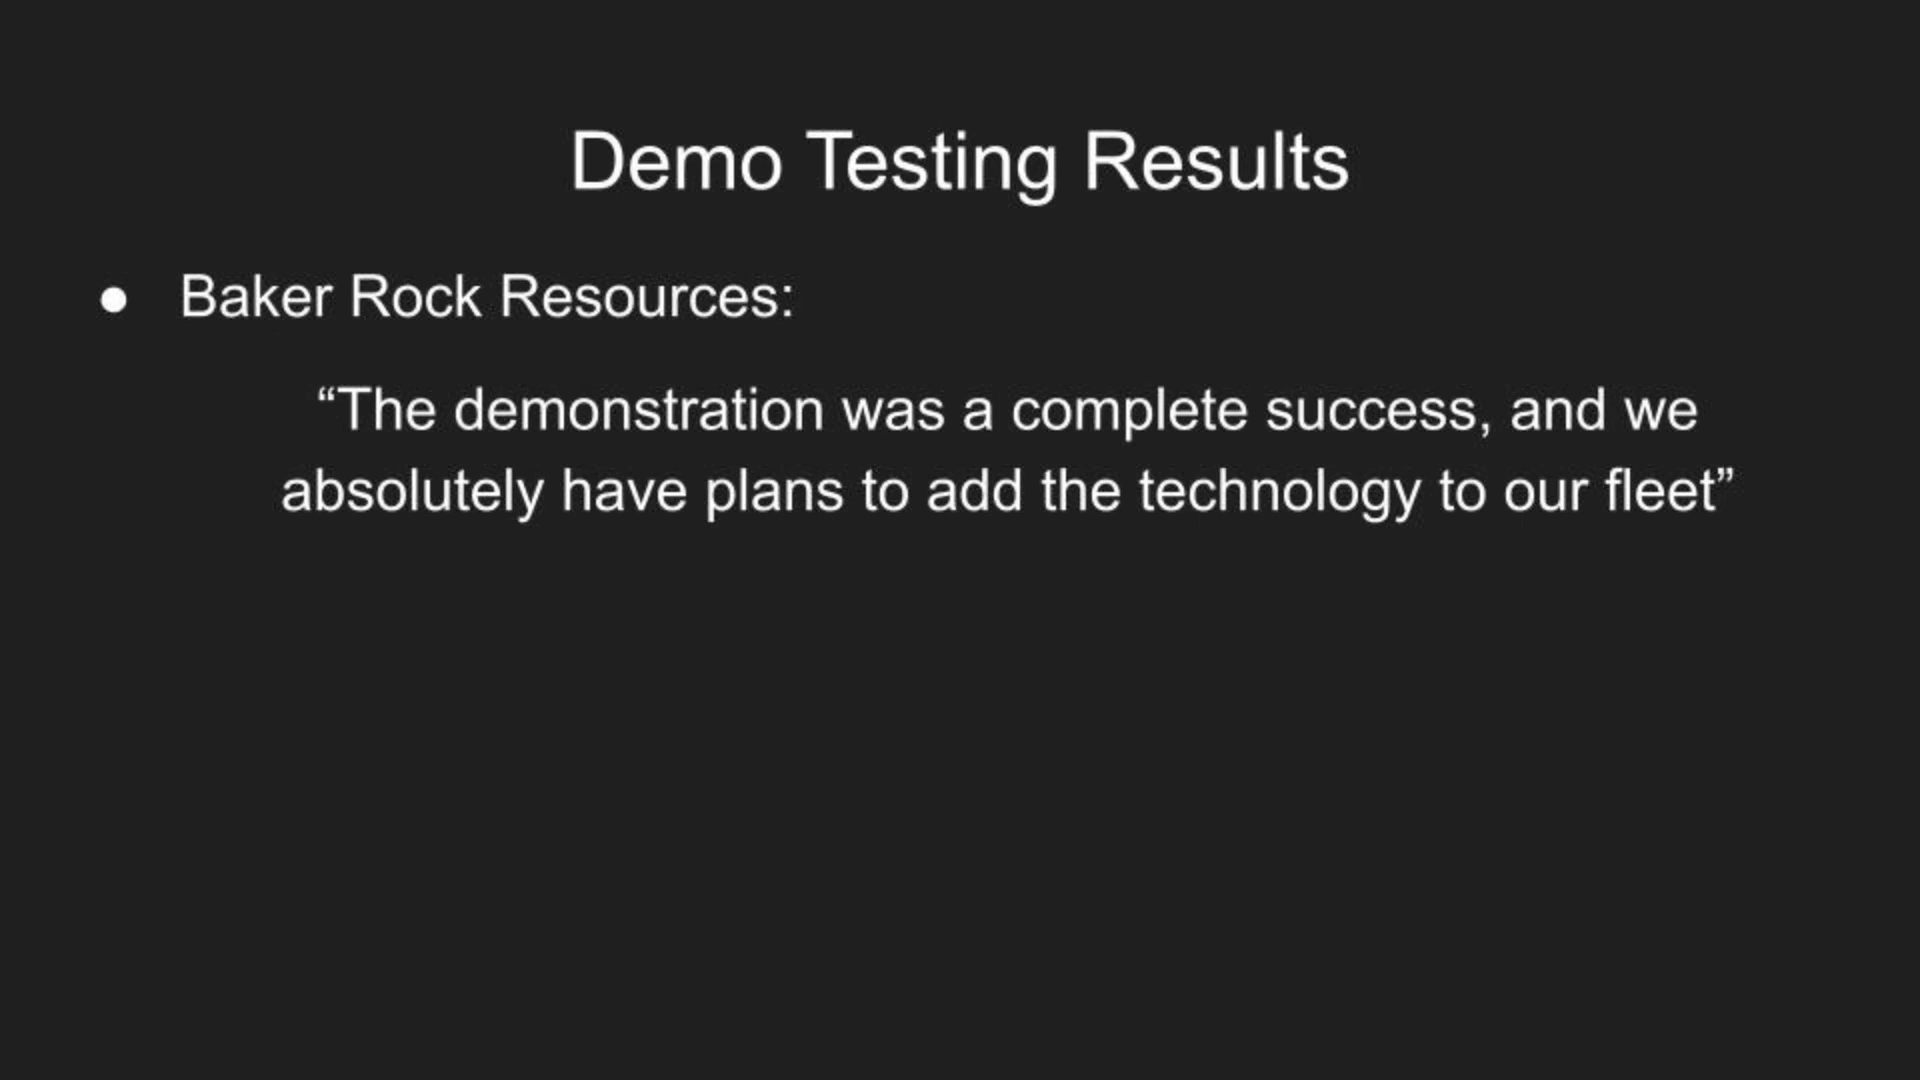 Demo Testing Results
● Baker Rock Resources:
“The demonstration was a complete success, and we
absolutely have plans to add the technology to our fleet”